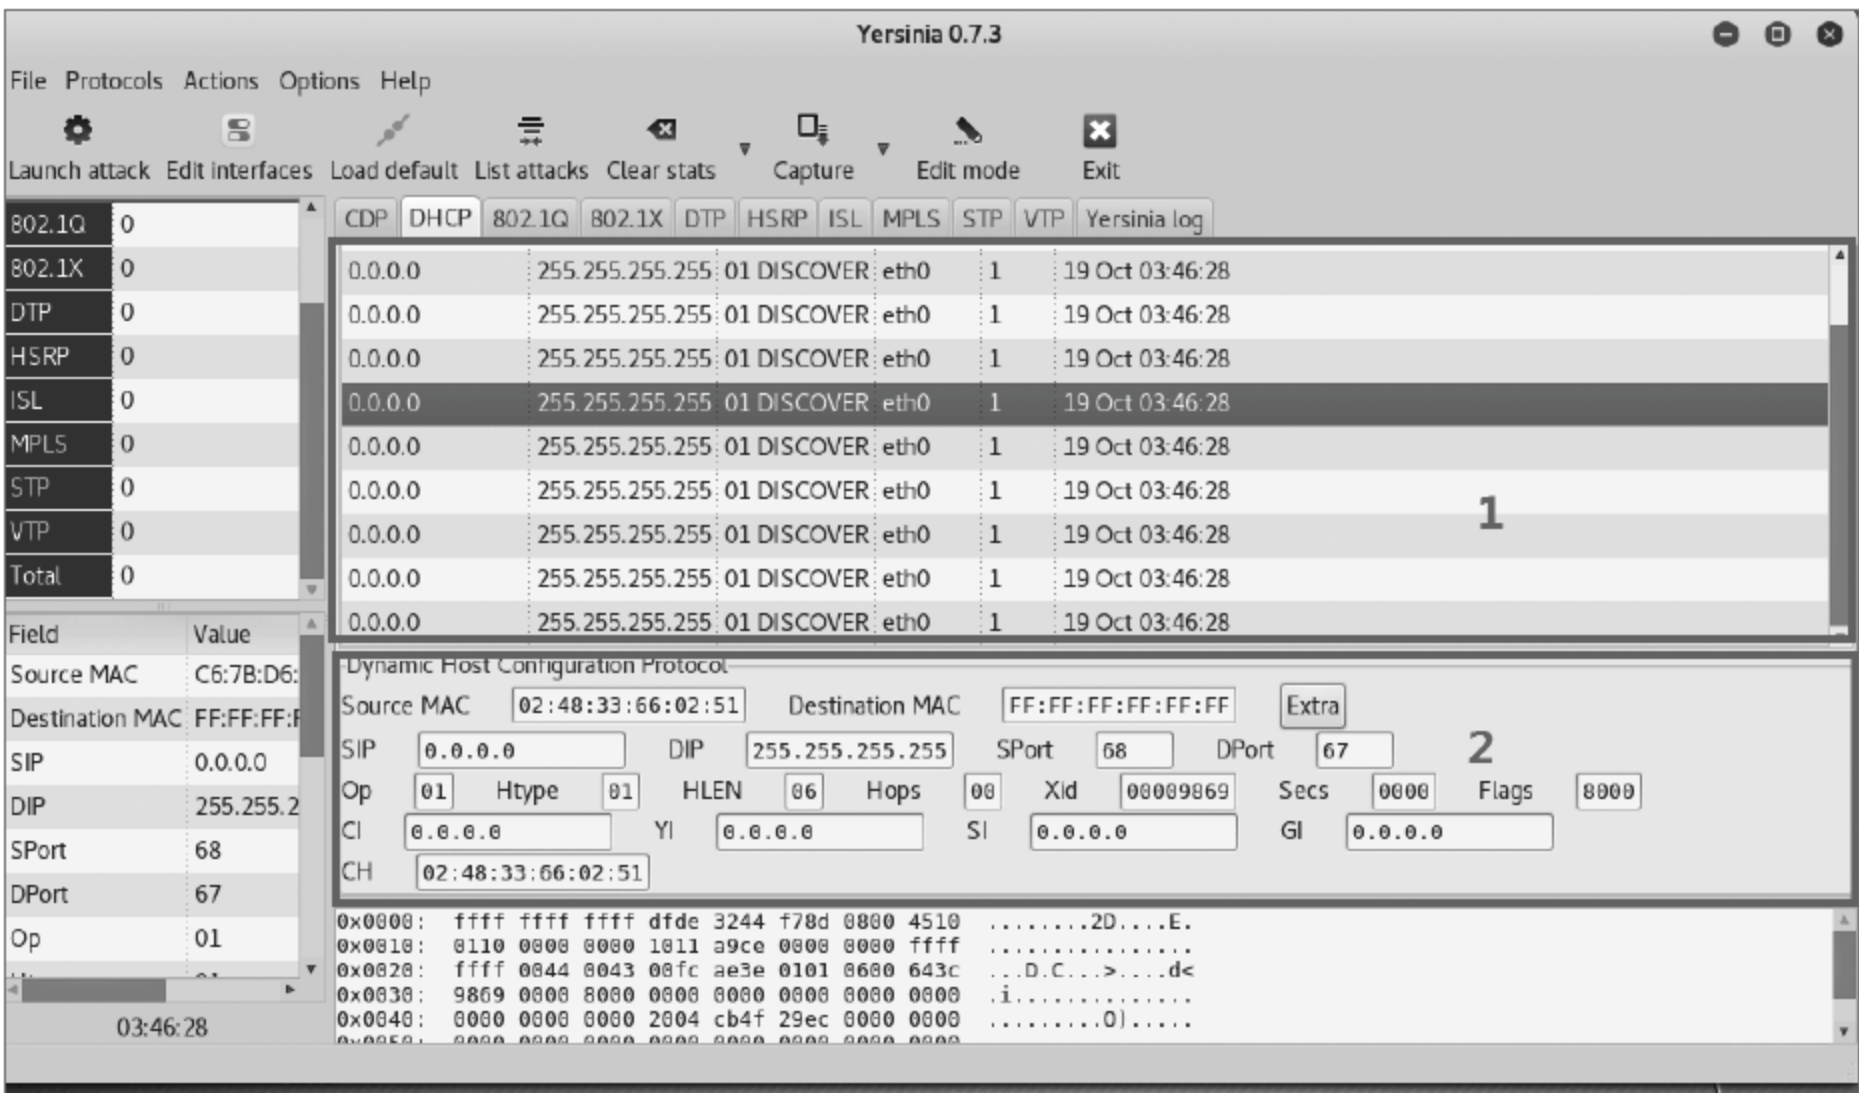 Yersinia 0.7.3
File Protocols Actions Options Help
Launch attack Edit interfaces Load default List attacks Clear stats Capture Edit mode Exit
CDP DHCP 802.1Q 802.1X DTP HSRP ISL MPLS STP VTP Yersinia log
802.1Q 0
802.1X 0
DTP 0
HSRP 0
ISL 0
MPLS 0
STP 0
VTP 0
Total 0
0.0.0.0 255.255.255.255 01 DISCOVER eth0 1 19 Oct 03:46:28
0.0.0.0 255.255.255.255 01 DISCOVER eth0 1 19 Oct 03:46:28
0.0.0.0 255.255.255.255 01 DISCOVER eth0 1 19 Oct 03:46:28
0.0.0.0 255.255.255.255 01 DISCOVER eth0 1 19 Oct 03:46:28
0.0.0.0 255.255.255.255 01 DISCOVER eth0 1 19 Oct 03:46:28
0.0.0.0 255.255.255.255 01 DISCOVER eth0 1 19 Oct 03:46:28
0.0.0.0 255.255.255.255 01 DISCOVER eth0 1 19 Oct 03:46:28
0.0.0.0 255.255.255.255 01 DISCOVER eth0 1 19 Oct 03:46:28
0.0.0.0 255.255.255.255 01 DISCOVER eth0 1 19 Oct 03:46:28
1
Field Value
Source MAC C6:7B:D6:
Destination MAC FF:FF:FF:F
SIP 0.0.0.0
DIP 255.255.2
SPort 68
DPort 67
Op 01
03:46:28
Dynamic Host Configuration Protocol
Source MAC 02:48:33:66:02:51 Destination MAC FF:FF:FF:FF:FF:FF Extra
SIP 0.0.0.0 DIP 255.255.255.255 SPort 68 DPort 67
2
Op 01 Htype 01 HLEN 06 Hops 00 Xid 00009869 Secs 0000 Flags 8000
CI 0.0.0.0 YI 0.0.0.0 SI 0.0.0.0 GI 0.0.0.0
CH 02:48:33:66:02:51
0x0000: ffff ffff ffff dfde 3244 f78d 0800 4510 ........2D....E.
0x0010: 0110 0000 0000 1011 a9ce 0000 0000 ffff ................
0x0020: ffff 0044 0043 00fc ae3e 0101 0600 643c ...D.C...>....d<
0x0030: 9869 0000 8000 0000 0000 0000 0000 0000 .i..............
0x0040: 0000 0000 0000 2004 cb4f 29ec 0000 0000 .........O).....